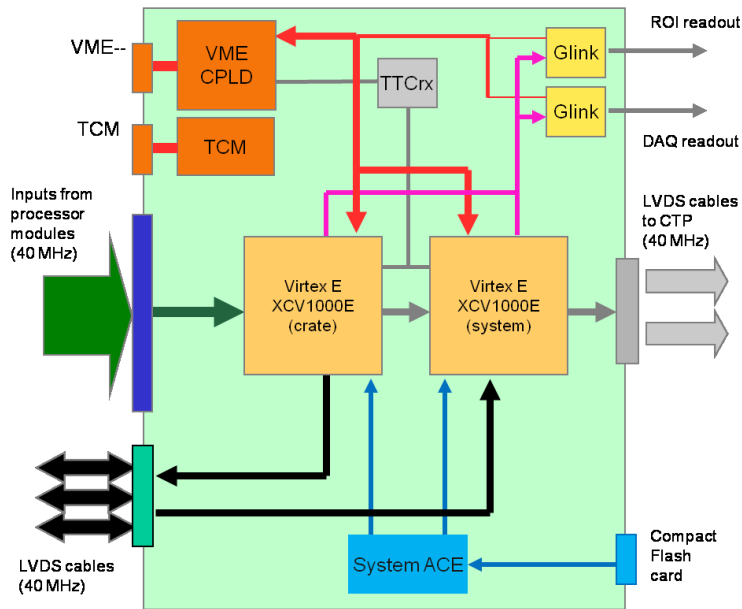 VME--
VME
CPLD
TTCrx
Glink
ROI readout
Glink
DAQ readout
TCM
TCM
Inputs from
processor
modules
(40 MHz)
LVDS cables
to CTP
(40 MHz)
Virtex E
XCV1000E
(crate)
Virtex E
XCV1000E
(system)
LVDS cables
(40 MHz)
System ACE
Compact
Flash
card